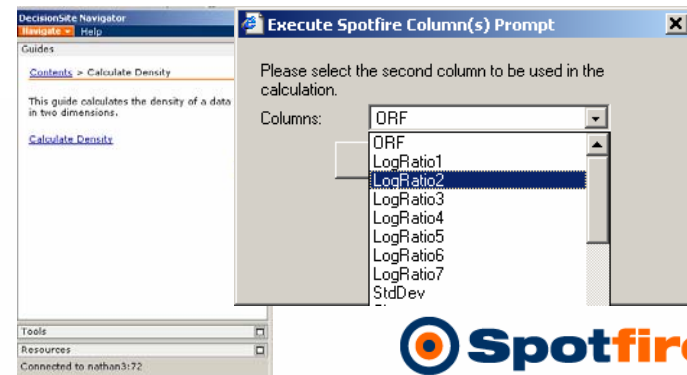 DecisionSite Navigator
Navigate Help
Guides
Contents > Calculate Density
This guide calculates the density of a data
in two dimensions.
Calculate Density
Tools
Resources
Connected to nathan3:72
Execute Spotfire Column(s) Prompt
Please select the second column to be used in the
calculation.
Columns: ORF
ORF
LogRatio1
LogRatio2
LogRatio3
LogRatio4
LogRatio5
LogRatio6
LogRatio7
StdDev
Spotfire